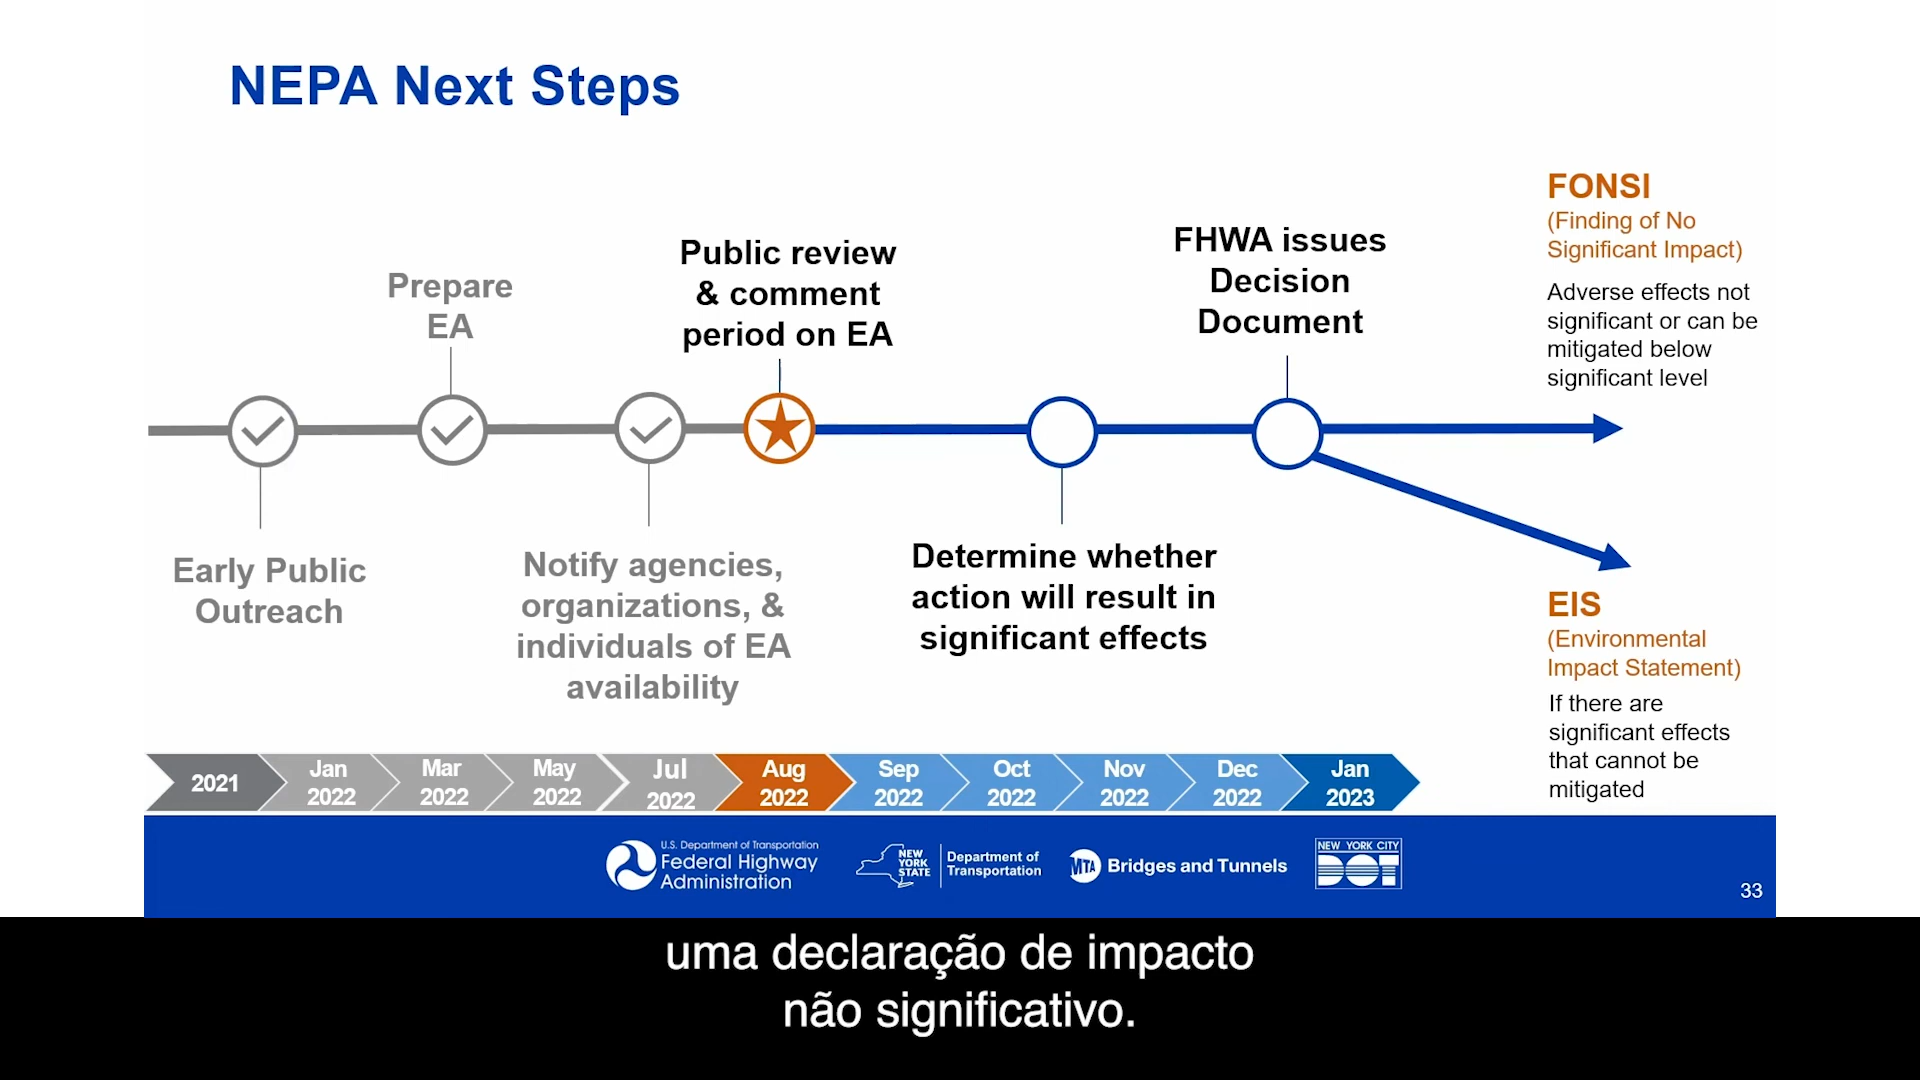 NEPA Next Steps
Early Public
Outreach
Prepare
EA
Notify agencies,
organizations, &
individuals of EA
availability
Public review
& comment
period on EA
Determine whether
action will result in
significant effects
FHWA issues
Decision
Document
FONSI
(Finding of No
Significant Impact)
Adverse effects not
significant or can be
mitigated below
significant level
EIS
(Environmental
Impact Statement)
If there are
significant effects
that cannot be
mitigated
2021
Jan
2022
Mar
2022
May
2022
Jul
2022
Aug
2022
Sep
2022
Oct
2022
Nov
2022
Dec
2022
Jan
2023
U.S. Department of Transportation
Federal Highway
Administration
NEW
YORK
STATE
Department of
Transportation
MTA
Bridges and Tunnels
NEW YORK CITY
DOT
33
uma declaração de impacto
não significativo.